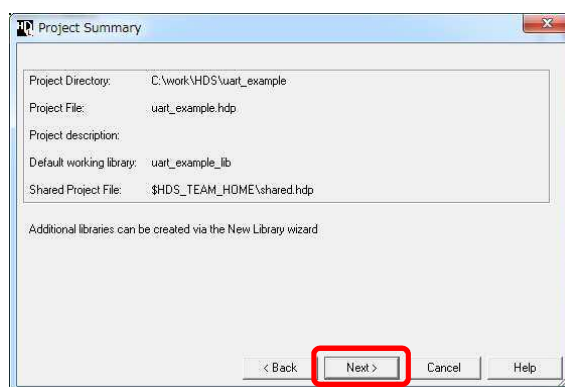 HDS Project Summary
Project Directory: C:\work\HDS\uart_example
Project File: uart_example.hdp
Project description:
Default working library: uart_example_lib
Shared Project File: $HDS_TEAM_HOME\shared.hdp
Additional libraries can be created via the New Library wizard
< Back Next > Cancel Help